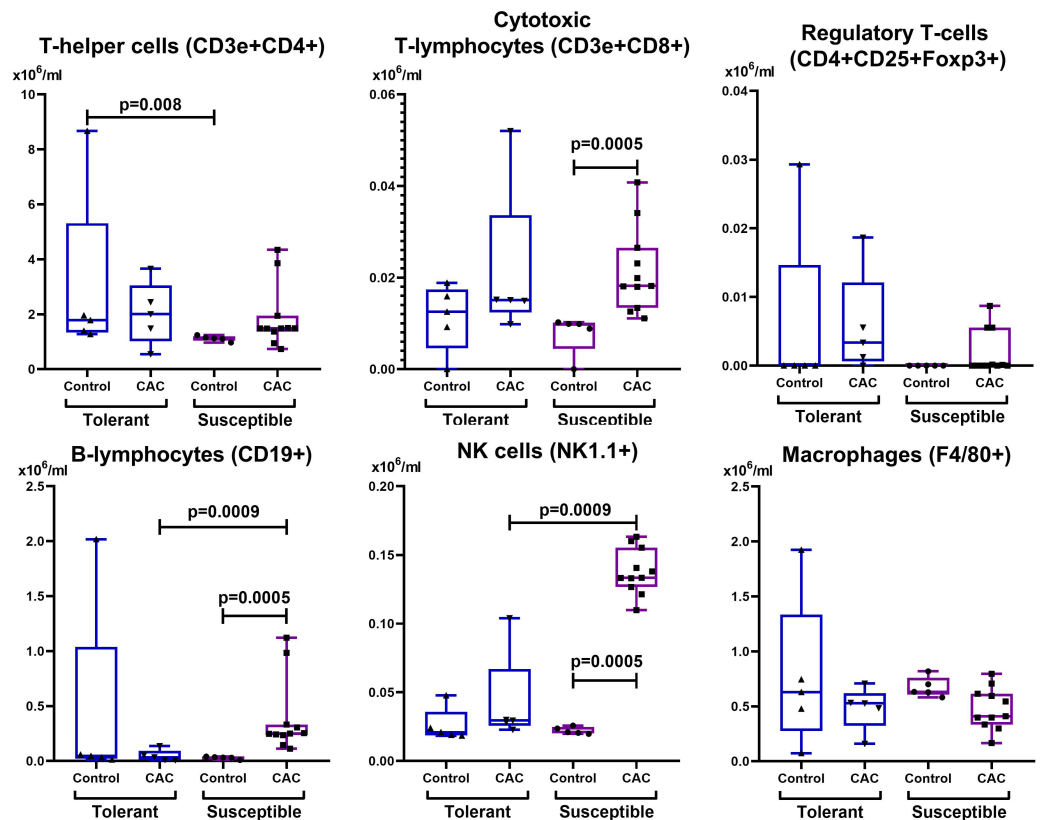 T-helper cells (CD3e+CD4+)
x10⁶/ml
10
8
6
4
2
0
p=0.008
Control
CAC
Control
CAC
Tolerant
Susceptible
Cytotoxic
T-lymphocytes (CD3e+CD8+)
x10⁶/ml
0.06
0.04
0.02
0.00
p=0.0005
Control
CAC
Control
CAC
Tolerant
Susceptible
Regulatory T-cells
(CD4+CD25+Foxp3+)
x10⁶/ml
0.04
0.03
0.02
0.01
0.00
Control
CAC
Control
CAC
Tolerant
Susceptible
B-lymphocytes (CD19+)
x10⁶/ml
2.5
2.0
1.5
1.0
0.5
0.0
p=0.0009
p=0.0005
Control
CAC
Control
CAC
Tolerant
Susceptible
NK cells (NK1.1+)
x10⁶/ml
0.20
0.15
0.10
0.05
0.00
p=0.0009
p=0.0005
Control
CAC
Control
CAC
Tolerant
Susceptible
Macrophages (F4/80+)
x10⁶/ml
2.5
2.0
1.5
1.0
0.5
0.0
Control
CAC
Control
CAC
Tolerant
Susceptible